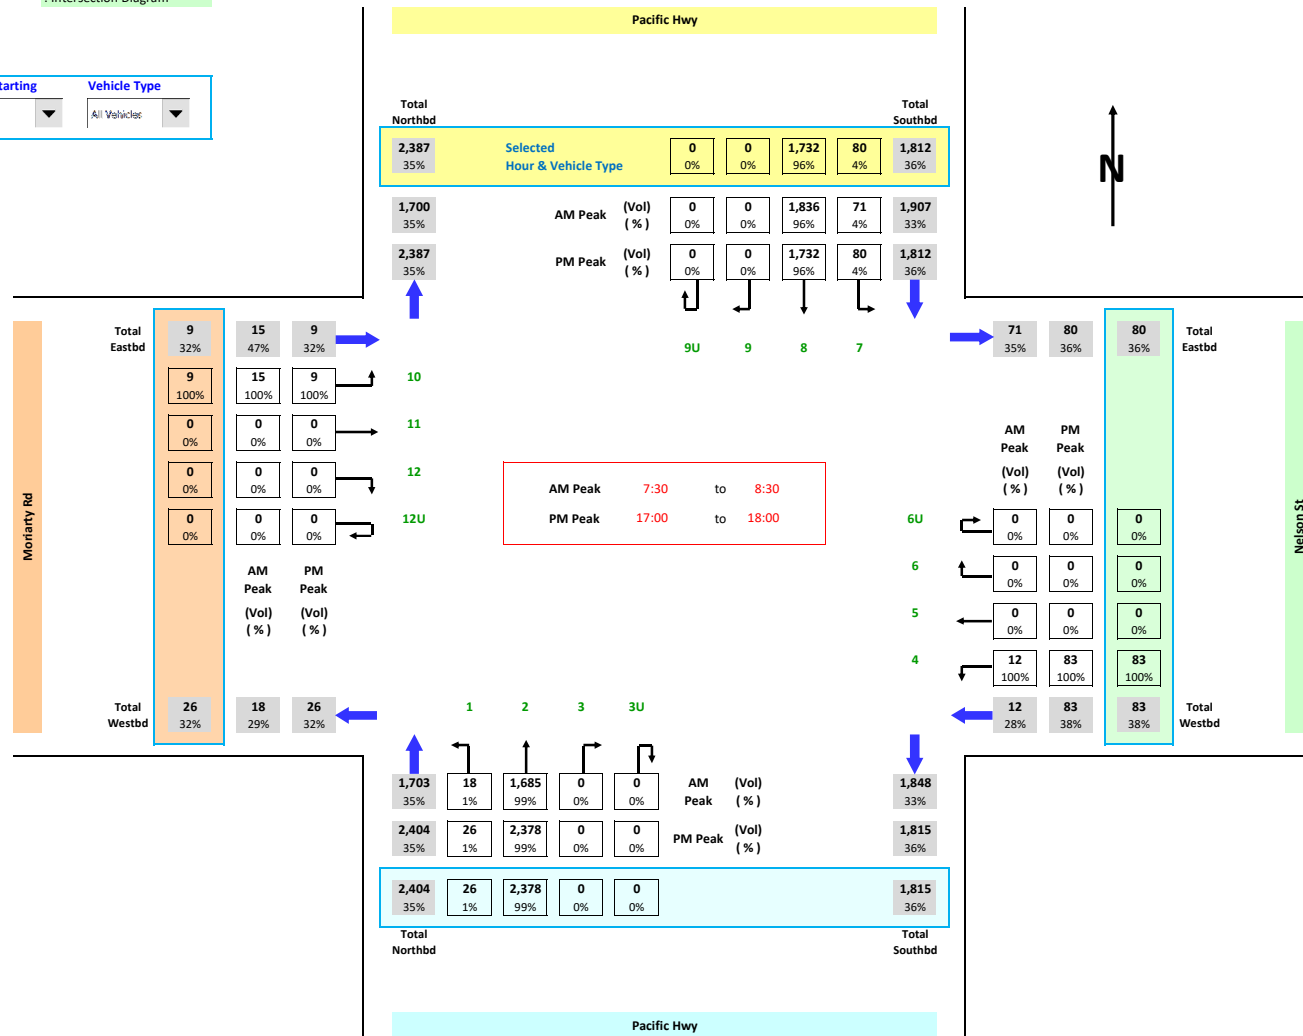 : Intersection Diagram
Pacific Hwy
tarting Vehicle Type
All Vehicles
Total Northbd
Total Southbd
2,387 Selected 0 0 1,732 80 1,812
35% Hour & Vehicle Type 0% 0% 96% 4% 36%
N
1,700 AM Peak (Vol) 0 0 1,836 71 1,907
35% ( % ) 0% 0% 96% 4% 33%
2,387 PM Peak (Vol) 0 0 1,732 80 1,812
35% ( % ) 0% 0% 96% 4% 36%
Total 9 15 9
Eastbd 32% 47% 32%
9U 9 8 7
71 80 80 Total
35% 36% 36% Eastbd
9 15 9 10
100% 100% 100%
0 0 0 11
0% 0% 0%
0 0 0 12
0% 0% 0%
0 0 0 12U
0% 0% 0%
Moriarty Rd
AM PM
Peak Peak
(Vol) (Vol)
( % ) ( % )
AM Peak 7:30 to 8:30
PM Peak 17:00 to 18:00
AM PM
Peak Peak
(Vol) (Vol)
( % ) ( % )
6U 0 0 0
0% 0% 0%
6 0 0 0
0% 0% 0%
5 0 0 0
0% 0% 0%
4 12 83 83
100% 100% 100%
Nelson St
Total 26 18 26
Westbd 32% 29% 32%
1 2 3 3U
12 83 83 Total
28% 38% 38% Westbd
1,703 18 1,685 0 0 AM (Vol) 1,848
35% 1% 99% 0% 0% Peak ( % ) 33%
2,404 26 2,378 0 0 PM Peak (Vol) 1,815
35% 1% 99% 0% 0% ( % ) 36%
2,404 26 2,378 0 0 1,815
35% 1% 99% 0% 0% 36%
Total Total
Northbd Southbd
Pacific Hwy